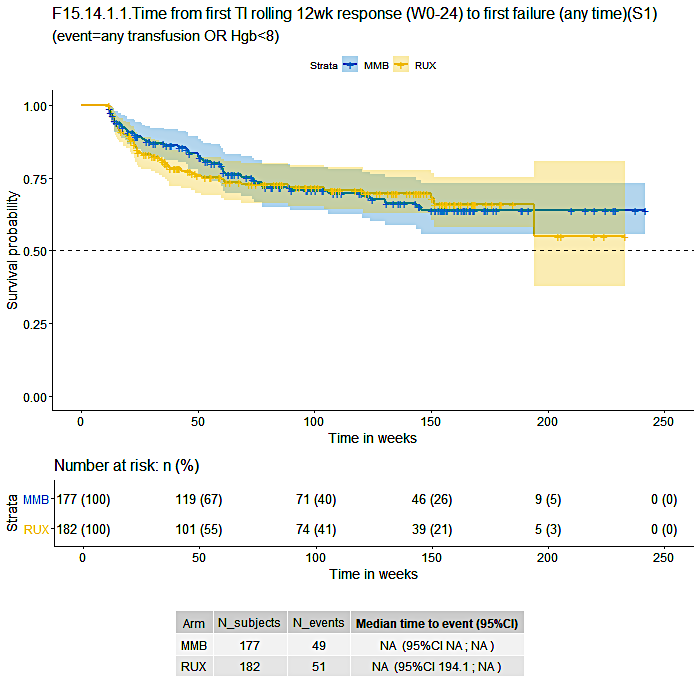 F15.14.1.1.Time from first TI rolling 12wk response (W0-24) to first failure (any time)(S1)
(event=any transfusion OR Hgb<8)
Strata MMB RUX
Survival probability
1.00
0.75
0.50
0.25
0.00
0 50 100 150 200 250
Time in weeks
Number at risk: n (%)
Strata
MMB 177 (100) 119 (67) 71 (40) 46 (26) 9 (5) 0 (0)
RUX 182 (100) 101 (55) 74 (41) 39 (21) 5 (3) 0 (0)
0 50 100 150 200 250
Time in weeks
Arm N_subjects N_events Median time to event (95%CI)
MMB 177 49 NA (95%CI NA ; NA )
RUX 182 51 NA (95%CI 194.1 ; NA )